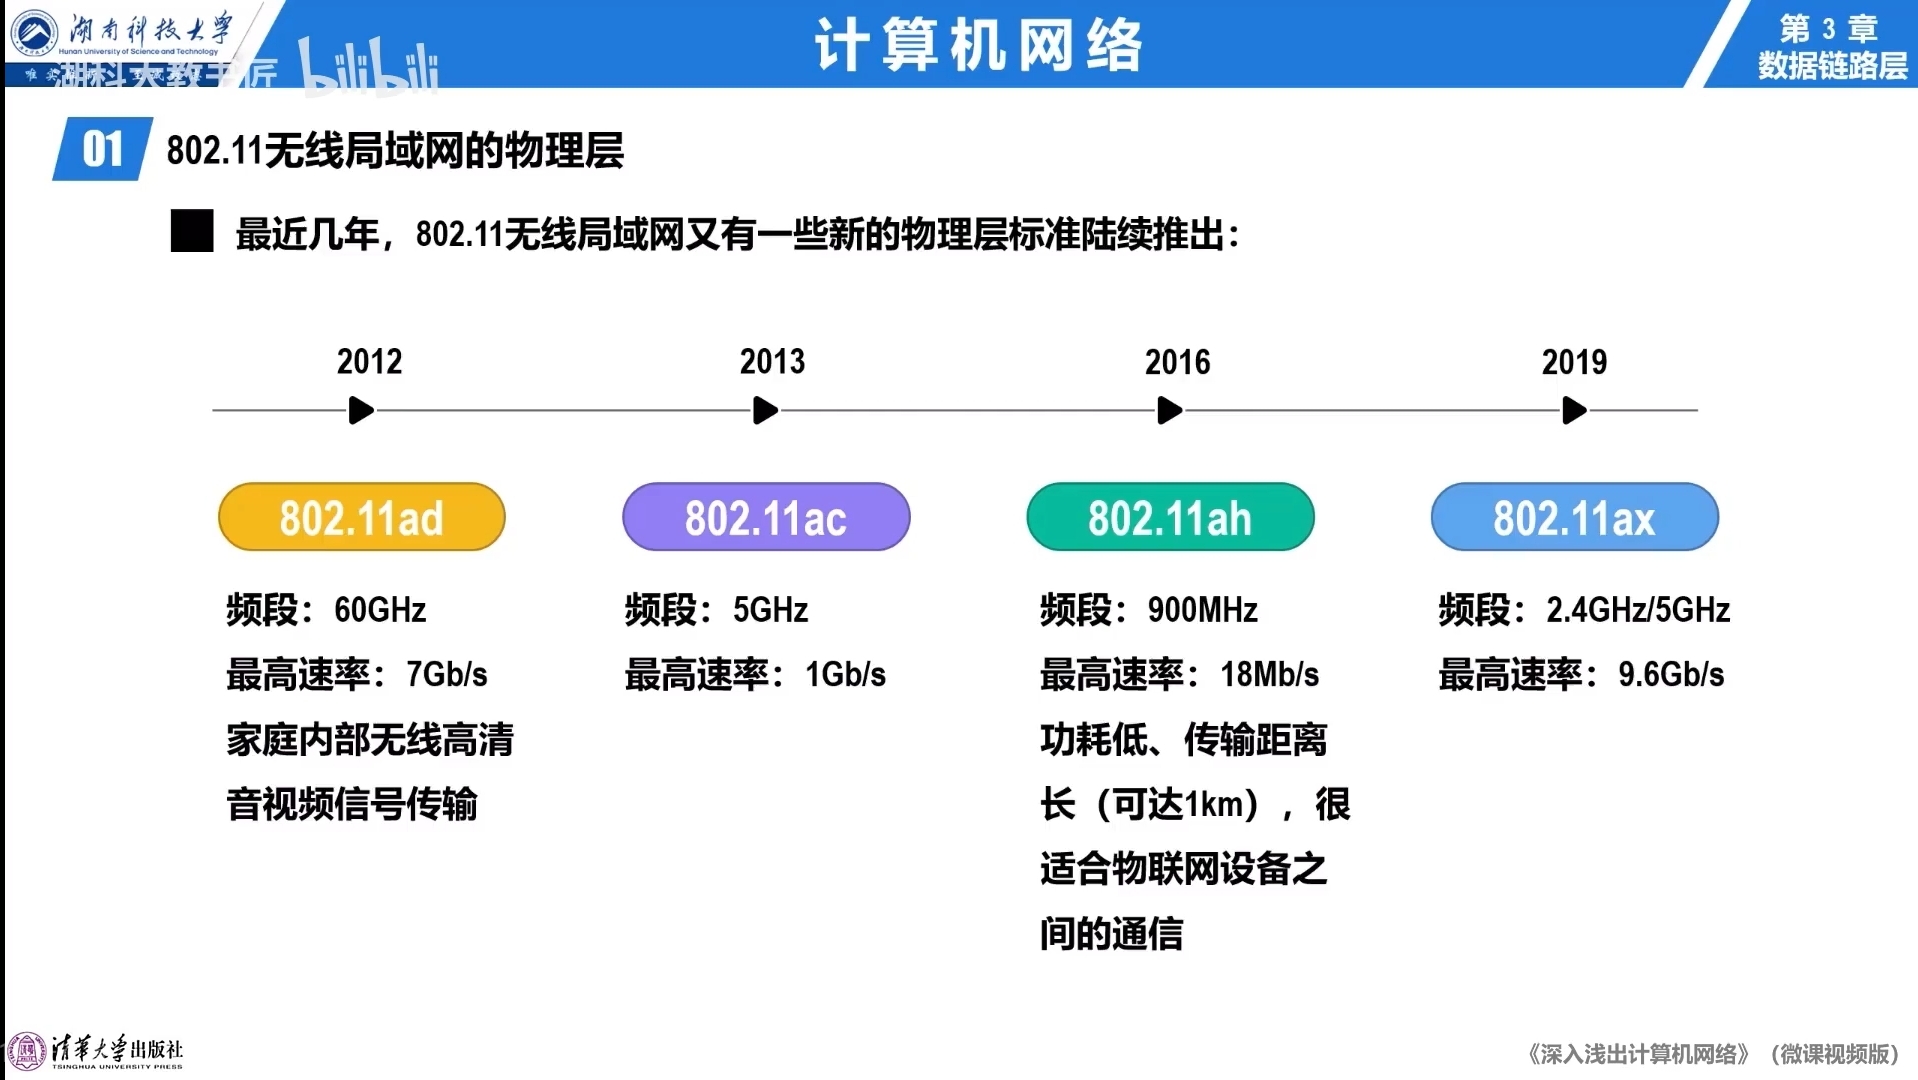 湖南科技大学
Hunan University of Science and Technology
湖科大教书匠 bilibili
计算机网络
第 3 章
数据链路层
01 802.11无线局域网的物理层
最近几年，802.11无线局域网又有一些新的物理层标准陆续推出：
2012 2013 2016 2019
802.11ad 802.11ac 802.11ah 802.11ax
频段：60GHz
最高速率：7Gb/s
家庭内部无线高清
音视频信号传输
频段：5GHz
最高速率：1Gb/s
频段：900MHz
最高速率：18Mb/s
功耗低、传输距离
长（可达1km），很
适合物联网设备之
间的通信
频段：2.4GHz/5GHz
最高速率：9.6Gb/s
清华大学出版社
TSINGHUA UNIVERSITY PRESS
《深入浅出计算机网络》（微课视频版）